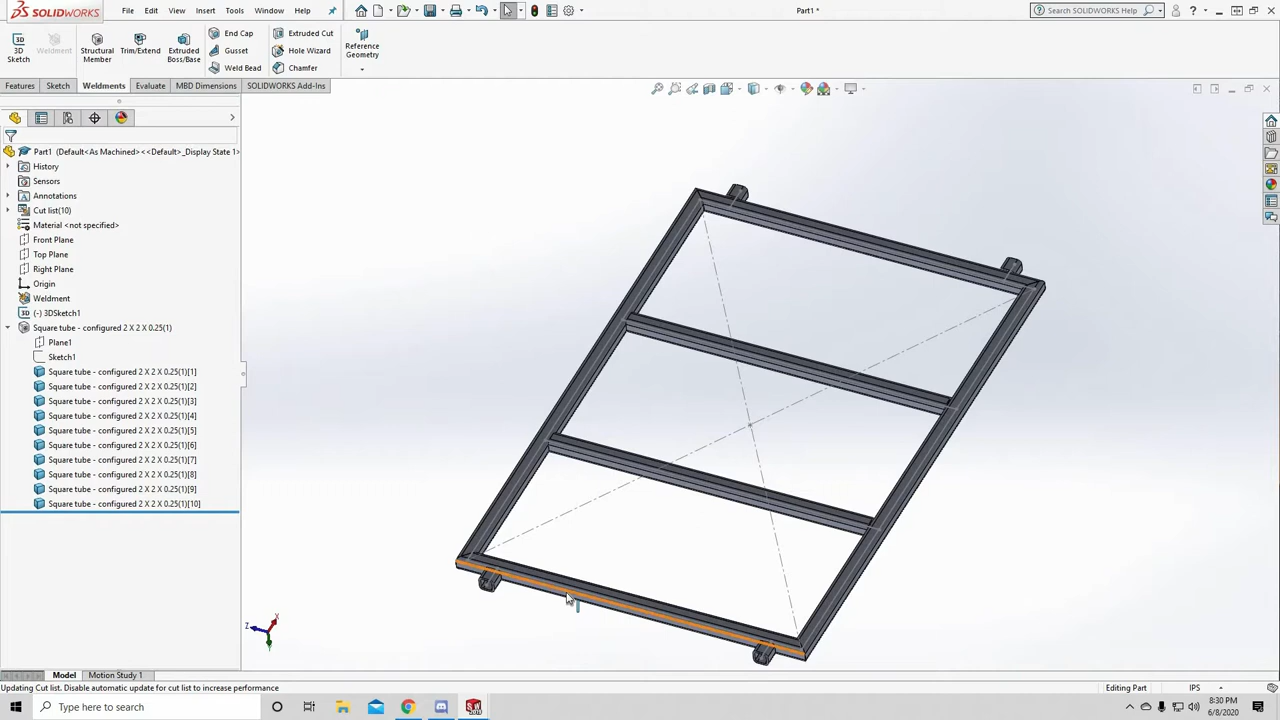 SOLIDWORKS
File Edit View Insert Tools Window Help
Part1 *
Search SOLIDWORKS Help
3D Sketch
Weldment
Structural Member
Trim/Extend
Extruded Boss/Base
End Cap
Gusset
Weld Bead
Extruded Cut
Hole Wizard
Chamfer
Reference Geometry
Features Sketch Weldments Evaluate MBD Dimensions SOLIDWORKS Add-Ins
Part1 (Default<As Machined><<Default>_Display State 1>
History
Sensors
Annotations
Cut list(10)
Material <not specified>
Front Plane
Top Plane
Right Plane
Origin
Weldment
(-) 3DSketch1
Square tube - configured 2 X 2 X 0.25(1)
Plane1
Sketch1
Square tube - configured 2 X 2 X 0.25(1)[1]
Square tube - configured 2 X 2 X 0.25(1)[2]
Square tube - configured 2 X 2 X 0.25(1)[3]
Square tube - configured 2 X 2 X 0.25(1)[4]
Square tube - configured 2 X 2 X 0.25(1)[5]
Square tube - configured 2 X 2 X 0.25(1)[6]
Square tube - configured 2 X 2 X 0.25(1)[7]
Square tube - configured 2 X 2 X 0.25(1)[8]
Square tube - configured 2 X 2 X 0.25(1)[9]
Square tube - configured 2 X 2 X 0.25(1)[10]
Z X Y
Model Motion Study 1
Updating Cut list. Disable automatic update for cut list to increase performance
Editing Part IPS
Type here to search
8:30 PM
6/8/2020